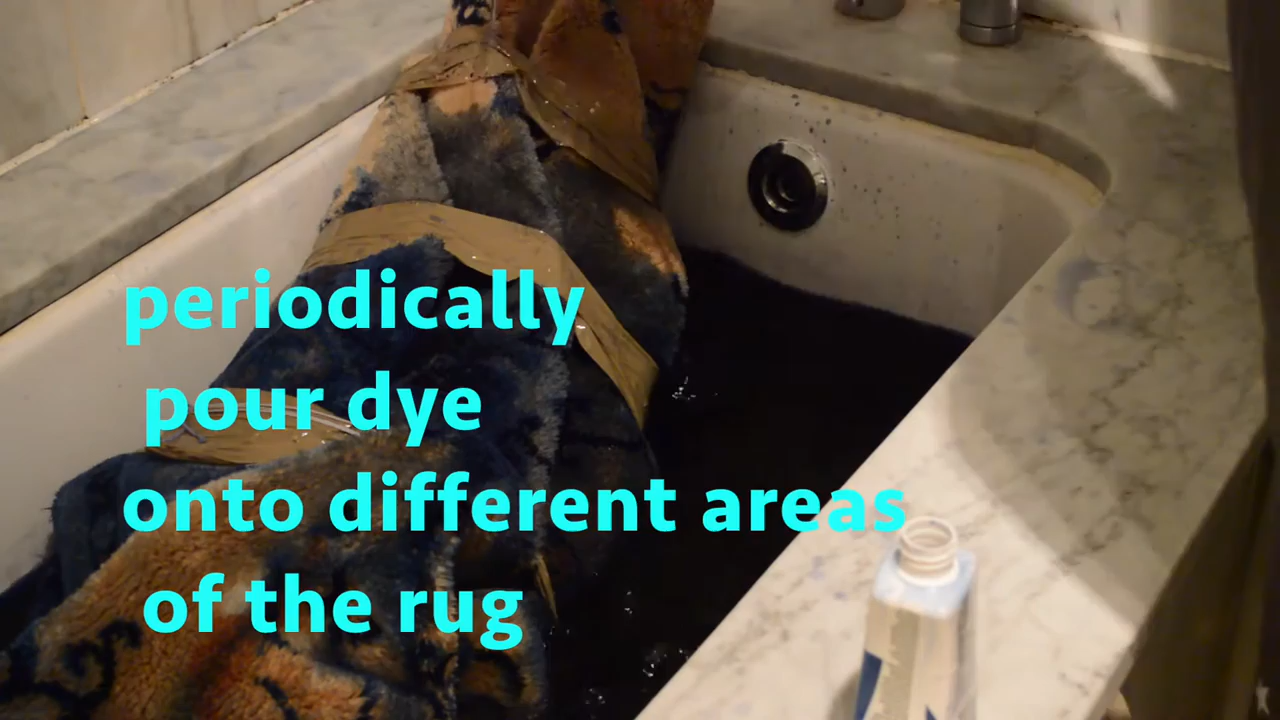 periodically
pour dye
onto different areas
of the rug